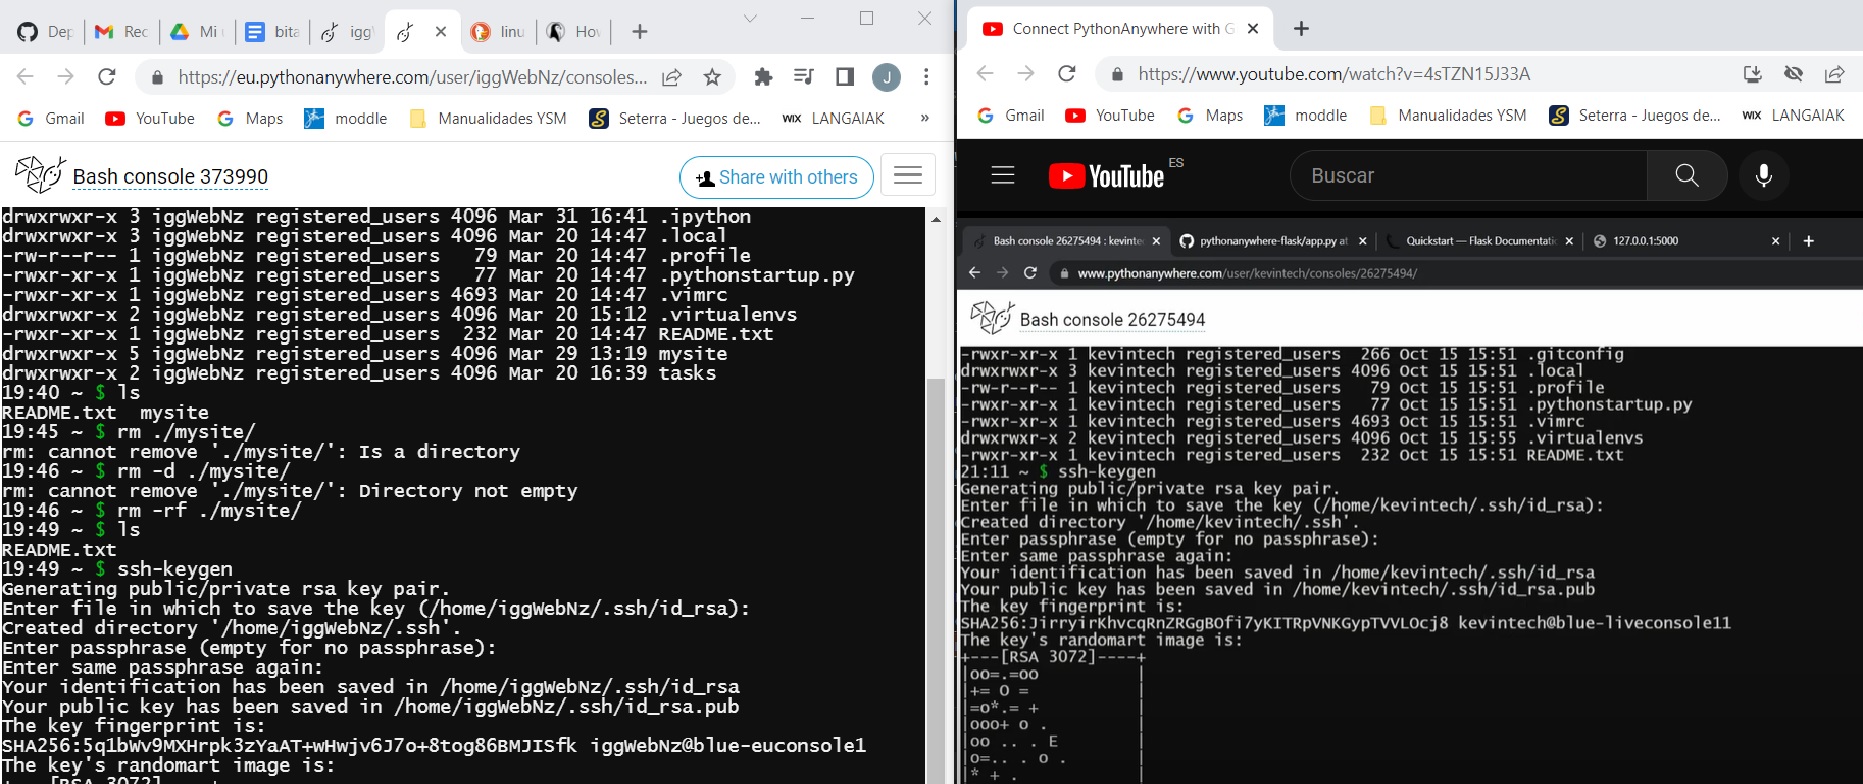 Dep
Rec
Mi
bita
igg
linu
Hov
https://eu.pythonanywhere.com/user/iggWebNz/consoles...
J
Gmail
YouTube
Maps
moddle
Manualidades YSM
Seterra - Juegos de...
WIX LANGAIAK
»
Bash console 373990
Share with others
drwxrwxr-x 3 iggWebNz registered_users 4096 Mar 31 16:41 .ipython
drwxrwxr-x 3 iggWebNz registered_users 4096 Mar 20 14:47 .local
-rw-r--r-- 1 iggWebNz registered_users   79 Mar 20 14:47 .profile
-rwxr-xr-x 1 iggWebNz registered_users   77 Mar 20 14:47 .pythonstartup.py
-rwxr-xr-x 1 iggWebNz registered_users 4693 Mar 20 14:47 .vimrc
drwxrwxr-x 2 iggWebNz registered_users 4096 Mar 20 15:12 .virtualenvs
-rwxr-xr-x 1 iggWebNz registered_users  232 Mar 20 14:47 README.txt
drwxrwxr-x 5 iggWebNz registered_users 4096 Mar 29 13:19 mysite
drwxrwxr-x 2 iggWebNz registered_users 4096 Mar 20 16:39 tasks
19:40 ~ $ ls
README.txt  mysite
19:45 ~ $ rm ./mysite/
rm: cannot remove './mysite/': Is a directory
19:46 ~ $ rm -d ./mysite/
rm: cannot remove './mysite/': Directory not empty
19:46 ~ $ rm -rf ./mysite/
19:49 ~ $ ls
README.txt
19:49 ~ $ ssh-keygen
Generating public/private rsa key pair.
Enter file in which to save the key (/home/iggWebNz/.ssh/id_rsa):
Created directory '/home/iggWebNz/.ssh'.
Enter passphrase (empty for no passphrase):
Enter same passphrase again:
Your identification has been saved in /home/iggWebNz/.ssh/id_rsa
Your public key has been saved in /home/iggWebNz/.ssh/id_rsa.pub
The key fingerprint is:
SHA256:5q1bWv9MXHrpk3zYaAT+wHwjv6J7o+8tog86BMJISfk iggWebNz@blue-euconsole1
The key's randomart image is:
+---[RSA 3072]----+
Connect PythonAnywhere with G
https://www.youtube.com/watch?v=4sTZN15J33A
Gmail
YouTube
Maps
moddle
Manualidades YSM
Seterra - Juegos de...
WIX LANGAIAK
YouTube ES
Buscar
Bash console 26275494 : kevinte
pythonanywhere-flask/app.py at
Quickstart — Flask Documentatic
127.0.0.1:5000
www.pythonanywhere.com/user/kevintech/consoles/26275494/
Bash console 26275494
-rwxr-xr-x 1 kevintech registered_users  266 Oct 15 15:51 .gitconfig
drwxrwxr-x 3 kevintech registered_users 4096 Oct 15 15:51 .local
-rw-r--r-- 1 kevintech registered_users   79 Oct 15 15:51 .profile
-rwxr-xr-x 1 kevintech registered_users   77 Oct 15 15:51 .pythonstartup.py
-rwxr-xr-x 1 kevintech registered_users 4693 Oct 15 15:51 .vimrc
drwxrwxr-x 2 kevintech registered_users 4096 Oct 15 15:55 .virtualenvs
-rwxr-xr-x 1 kevintech registered_users  232 Oct 15 15:51 README.txt
21:11 ~ $ ssh-keygen
Generating public/private rsa key pair.
Enter file in which to save the key (/home/kevintech/.ssh/id_rsa):
Created directory '/home/kevintech/.ssh'.
Enter passphrase (empty for no passphrase):
Enter same passphrase again:
Your identification has been saved in /home/kevintech/.ssh/id_rsa
Your public key has been saved in /home/kevintech/.ssh/id_rsa.pub
The key fingerprint is:
SHA256:JirryirKhvcqRnZRGgBOfi7yKITRpVNKGypTVVLOcj8 kevintech@blue-liveconsole11
The key's randomart image is:
+---[RSA 3072]----+
|oo=.=oo          |
|+= O =           |
|=o*.= +          |
|ooo+ o .         |
|oo .. . E        |
|o=.. . o .       |
|* + .            |